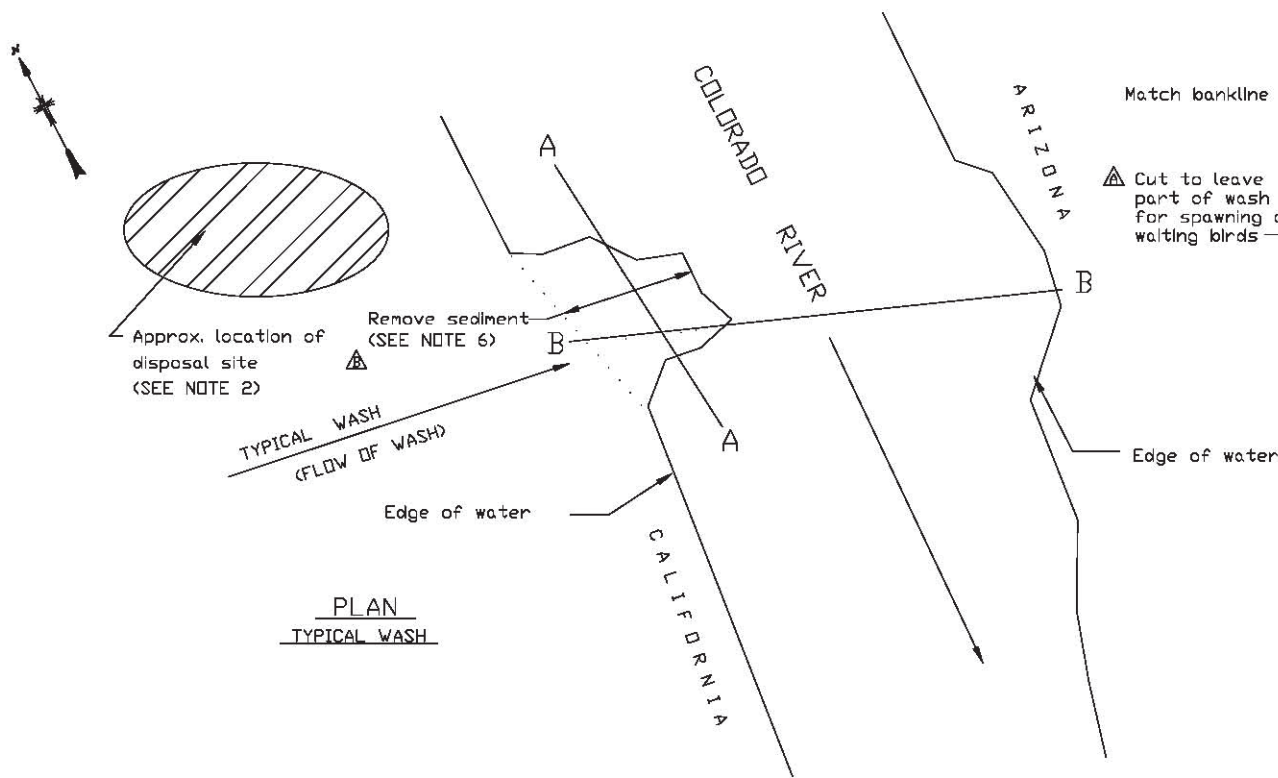 COLORADO
RIVER
ARIZONA
Match bankline
A
A
Cut to leave
part of wash
for spawning
waiting birds
B
Remove sediment
(SEE NOTE 6)
B
Approx. location of
disposal site
(SEE NOTE 2)
B
TYPICAL WASH
(FLOW OF WASH)
A
Edge of water
Edge of water
CALIFORNIA
PLAN
TYPICAL WASH